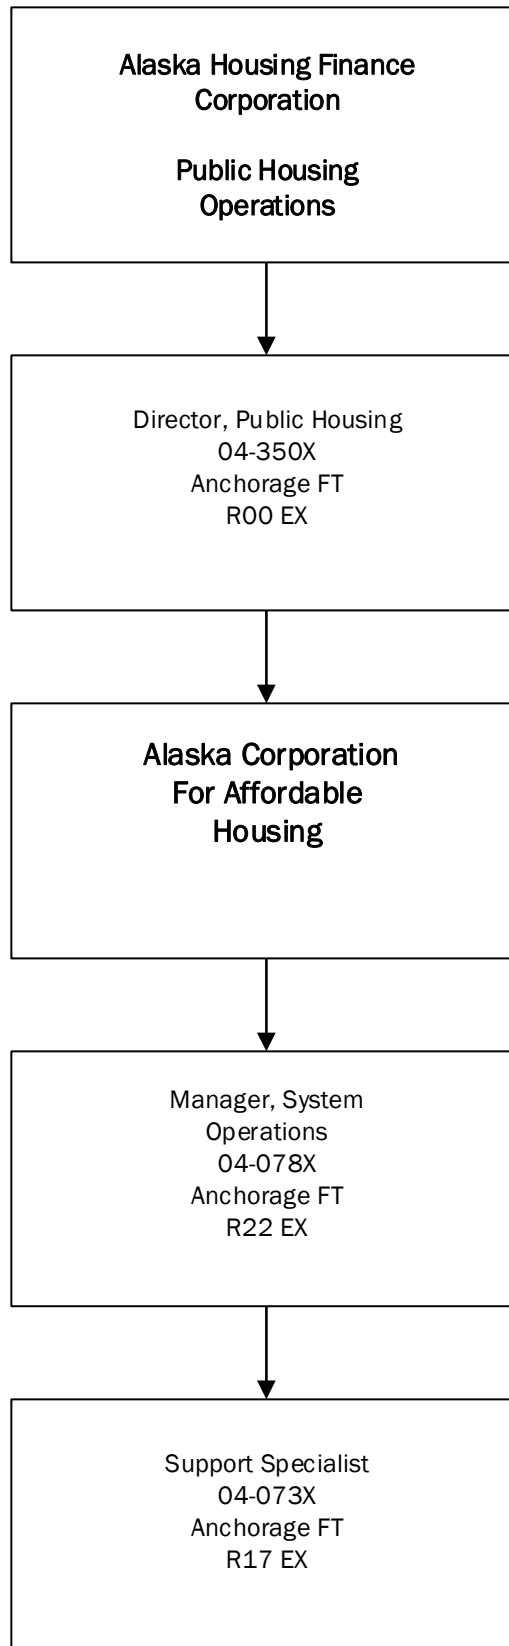 Alaska Housing Finance
Corporation
Public Housing
Operations
Director, Public Housing
04-350X
Anchorage FT
R00 EX
Alaska Corporation
For Affordable
Housing
Manager, System
Operations
04-078X
Anchorage FT
R22 EX
Support Specialist
04-073X
Anchorage FT
R17 EX